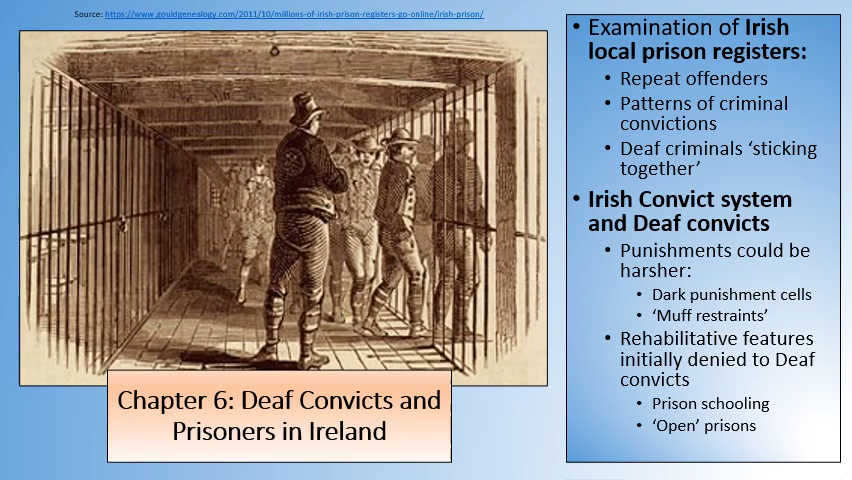 Source: https://www.gouldgenealogy.com/2011/10/millions-of-irish-prison-registers-go-online/irish-prison/
Chapter 6: Deaf Convicts and
Prisoners in Ireland
• Examination of Irish
local prison registers:
• Repeat offenders
• Patterns of criminal
convictions
• Deaf criminals ‘sticking
together’
• Irish Convict system
and Deaf convicts
• Punishments could be
harsher:
• Dark punishment cells
• ‘Muff restraints’
• Rehabilitative features
initially denied to Deaf
convicts
• Prison schooling
• ‘Open’ prisons